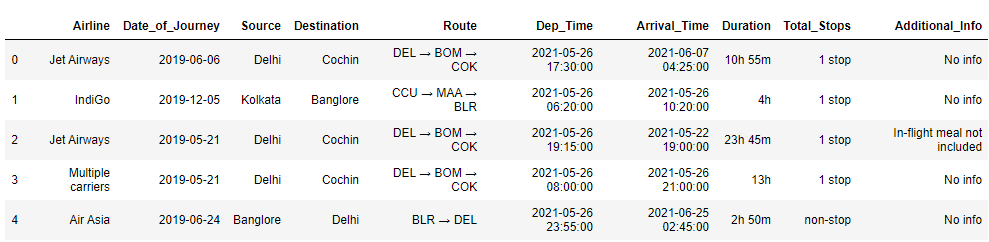 Airline Date_of_Journey Source Destination Route Dep_Time Arrival_Time Duration Total_Stops Additional_Info
0 Jet Airways 2019-06-06 Delhi Cochin DEL → BOM → COK 2021-05-26 17:30:00 2021-06-07 04:25:00 10h 55m 1 stop No info
1 IndiGo 2019-12-05 Kolkata Banglore CCU → MAA → BLR 2021-05-26 06:20:00 2021-05-26 10:20:00 4h 1 stop No info
2 Jet Airways 2019-05-21 Delhi Cochin DEL → BOM → COK 2021-05-26 19:15:00 2021-05-22 19:00:00 23h 45m 1 stop In-flight meal not included
3 Multiple carriers 2019-05-21 Delhi Cochin DEL → BOM → COK 2021-05-26 08:00:00 2021-05-26 21:00:00 13h 1 stop No info
4 Air Asia 2019-06-24 Banglore Delhi BLR → DEL 2021-05-26 23:55:00 2021-06-25 02:45:00 2h 50m non-stop No info